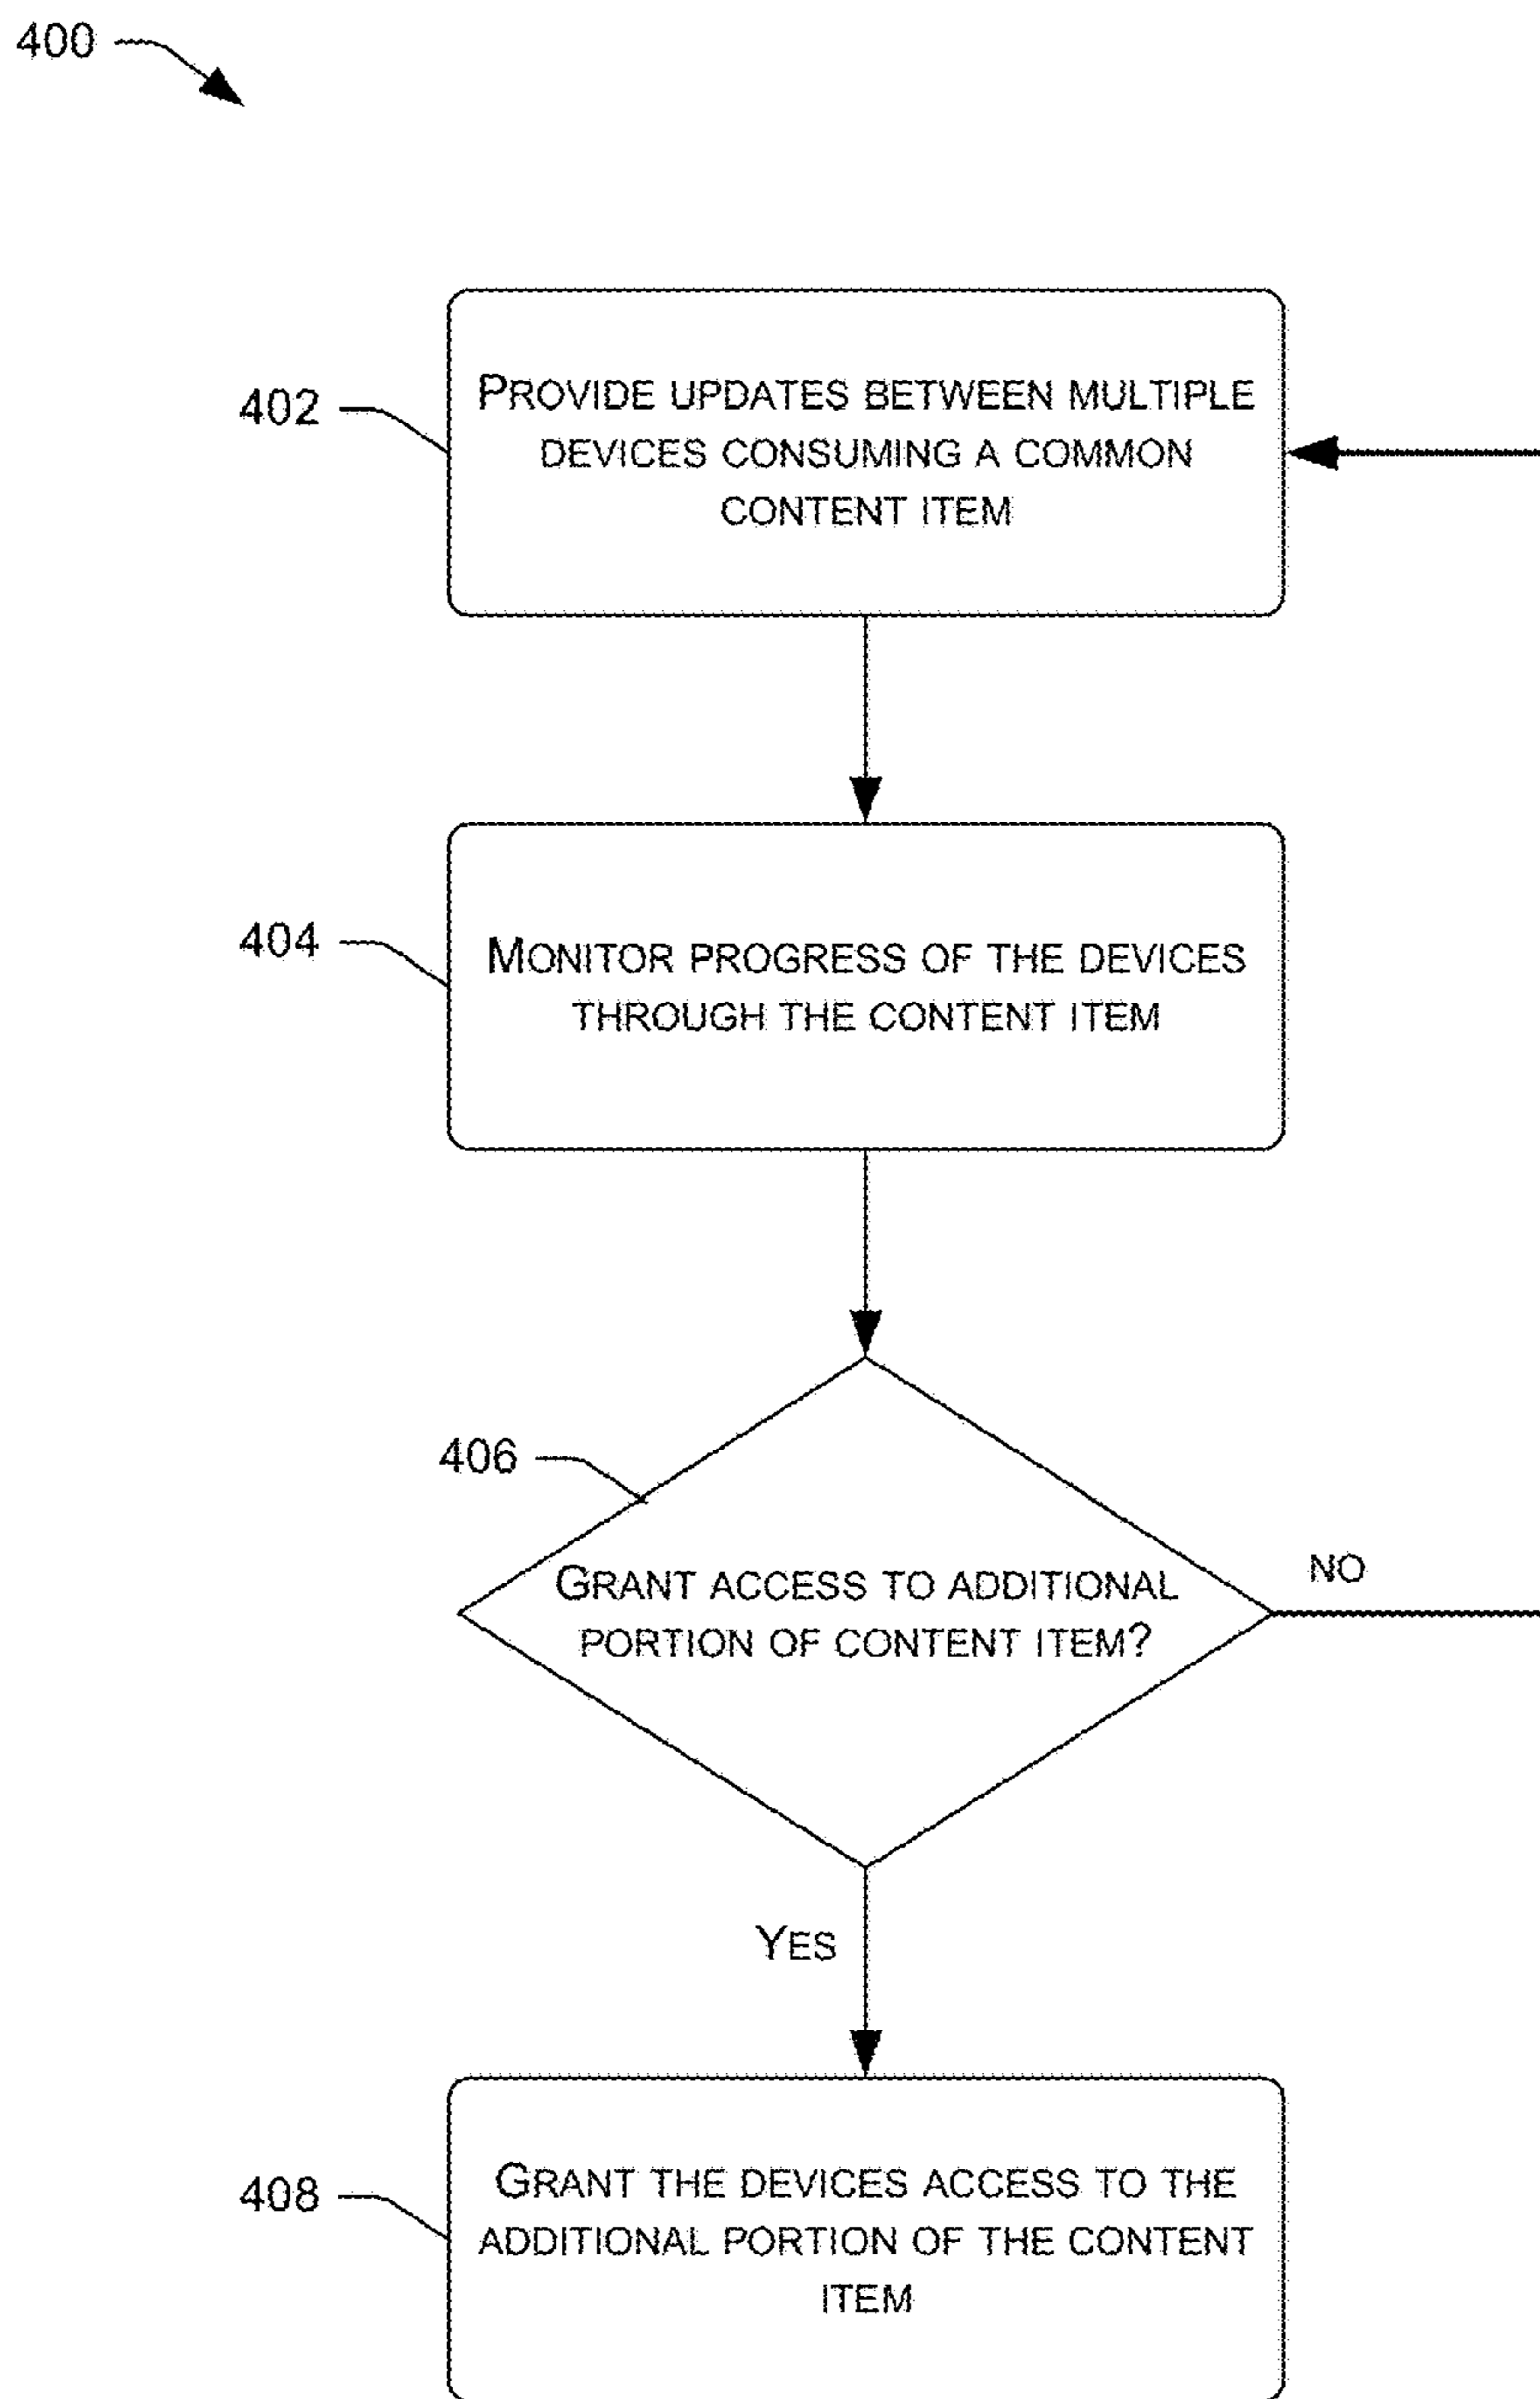 400
402
PROVIDE UPDATES BETWEEN MULTIPLE
DEVICES CONSUMING A COMMON
CONTENT ITEM
404
MONITOR PROGRESS OF THE DEVICES
THROUGH THE CONTENT ITEM
406
GRANT ACCESS TO ADDITIONAL
PORTION OF CONTENT ITEM?
NO
YES
408
GRANT THE DEVICES ACCESS TO THE
ADDITIONAL PORTION OF THE CONTENT
ITEM